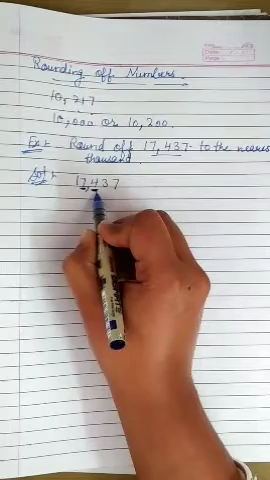 Rounding off Numbers.
10,217
10,000 or 10,200.
Ex:- Round off 17,437 to the nearest
thousand.
Sol:- 17,437